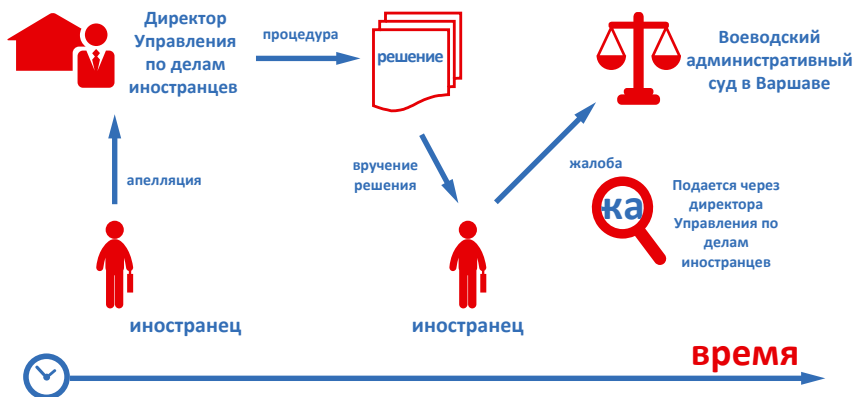 Директор
Управления
по делам
иностранцев
процедура
решение
Воеводский
административный
суд в Варшаве
апелляция
вручение
решения
жалоба
ка
Подается через
директора
Управления по
делам
иностранцев
иностранец
иностранец
время